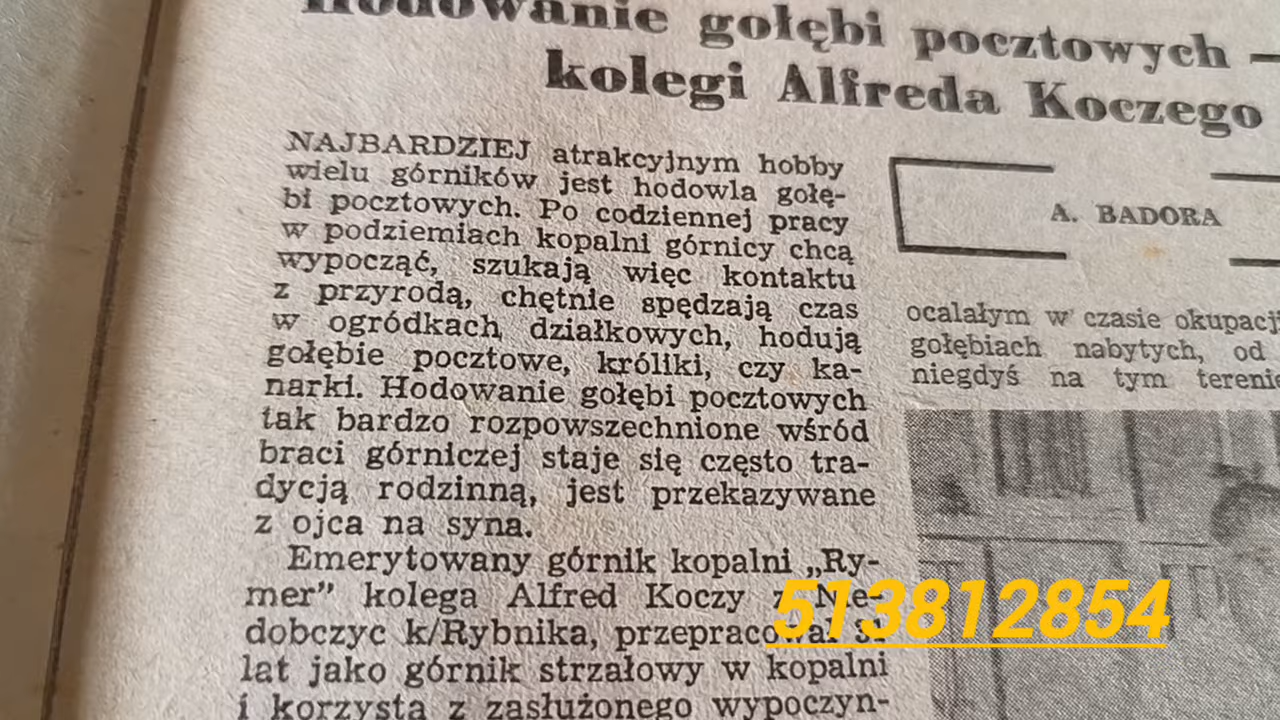 Hodowanie gołębi pocztowych —
kolegi Alfreda Koczego
NAJBARDZIEJ atrakcyjnym hobby
wielu górników jest hodowla gołę-
bi pocztowych. Po codziennej pracy
w podziemiach kopalni górnicy chcą
wypocząć, szukają więc kontaktu
z przyrodą, chętnie spędzają czas
w ogródkach działkowych, hodują
gołębie pocztowe, króliki, czy ka-
narki. Hodowanie gołębi pocztowych
tak bardzo rozpowszechnione wśród
braci górniczej staje się często tra-
dycją rodzinną, jest przekazywane
z ojca na syna.
Emerytowany górnik kopalni „Ry-
mer” kolega Alfred Koczy z Nie-
dobczyc k/Rybnika, przepracował
lat jako górnik strzałowy w kopalni
i korzysta z zasłużonego wypoczyn-
A. BADORA
ocalałym w czasie okupacji
gołębiach nabytych, od
niegdyś na tym terenie
513812854